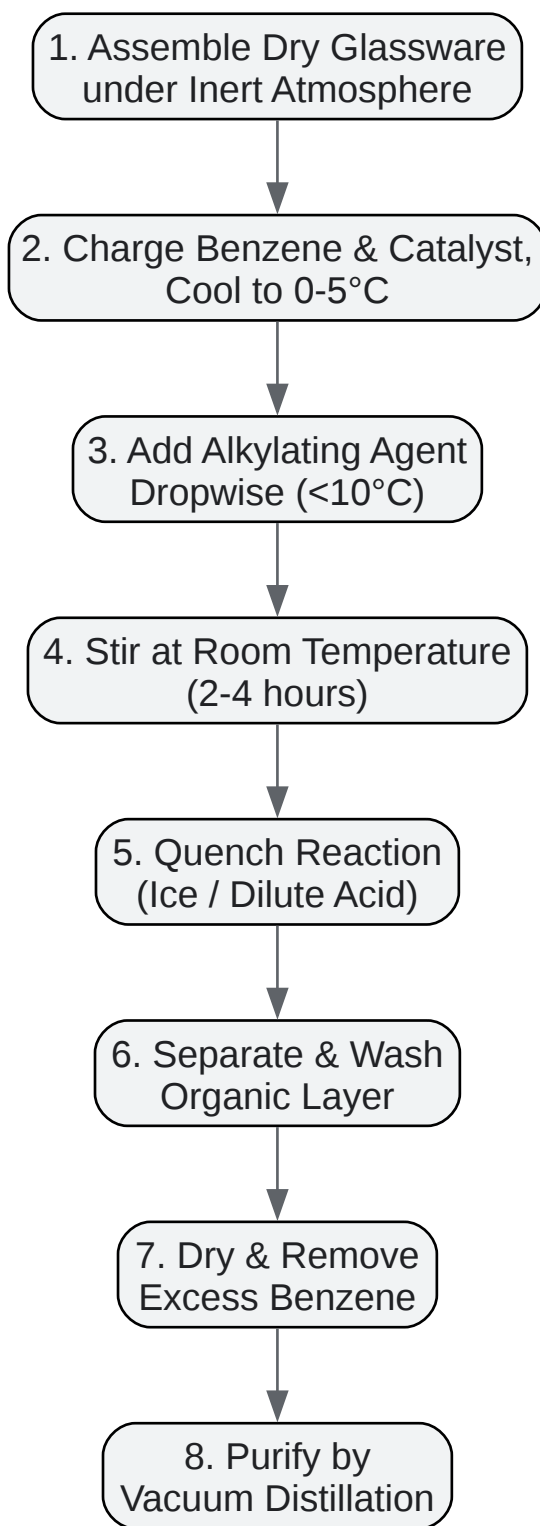 1. Assemble Dry Glassware
under Inert Atmosphere
2. Charge Benzene & Catalyst,
Cool to 0-5°C
3. Add Alkylating Agent
Dropwise (<10°C)
4. Stir at Room Temperature
(2-4 hours)
5. Quench Reaction
(Ice / Dilute Acid)
6. Separate & Wash
Organic Layer
7. Dry & Remove
Excess Benzene
8. Purify by
Vacuum Distillation